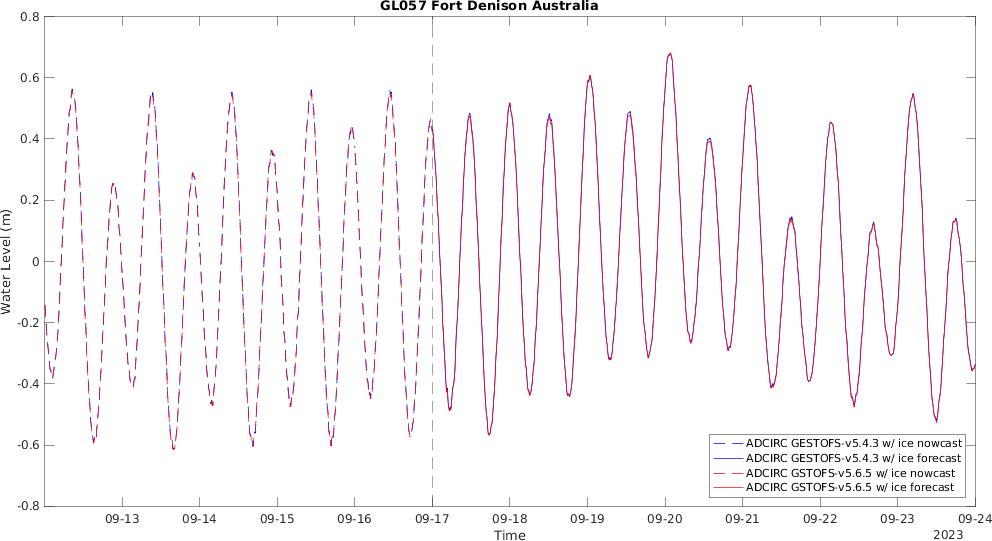 GL057 Fort Denison Australia
0.8
0.6
0.4
0.2
0
-0.2
-0.4
-0.6
-0.8
Water Level (m)
09-13 09-14 09-15 09-16 09-17 09-18 09-19 09-20 09-21 09-22 09-23 09-24
Time
2023
ADCIRC GESTOFS-v5.4.3 w/ ice nowcast
ADCIRC GESTOFS-v5.4.3 w/ ice forecast
ADCIRC GSTOFS-v5.6.5 w/ ice nowcast
ADCIRC GSTOFS-v5.6.5 w/ ice forecast